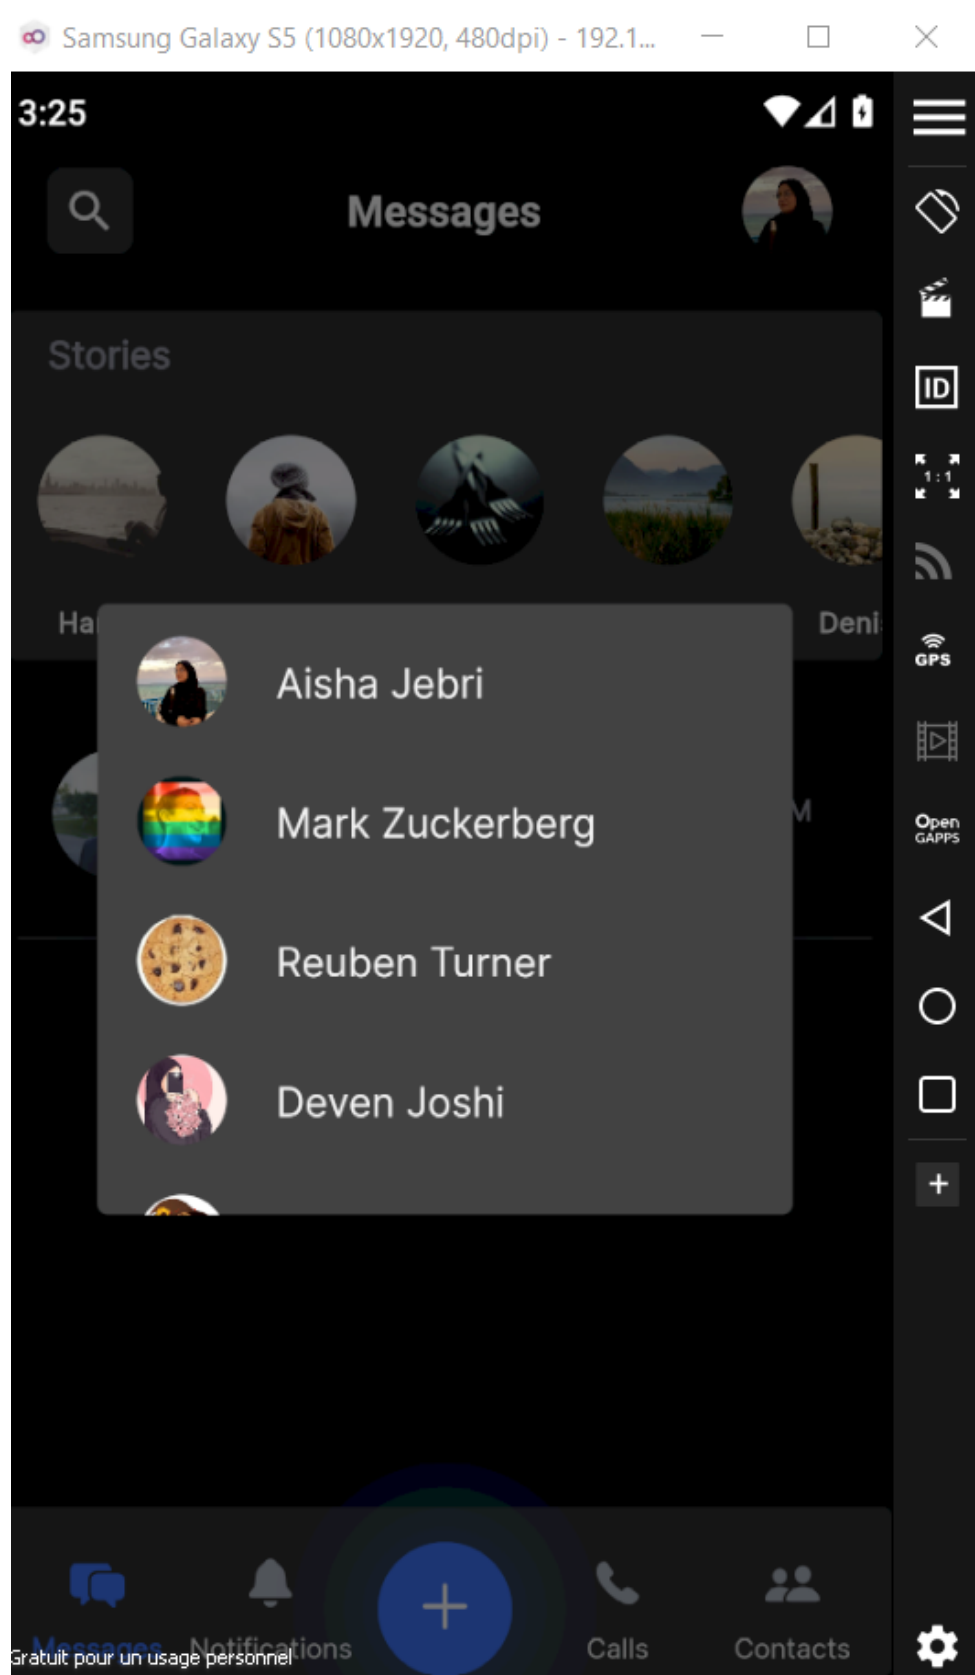 Samsung Galaxy S5 (1080x1920, 480dpi) - 192.1...
3:25
Messages
ID
Stories
1:1
Ha
Deni
GPS
Aisha Jebri
M
Mark Zuckerberg
Open
GAPPS
Reuben Turner
Deven Joshi
Messages
Notifications
Calls
Contacts
Gratuit pour un usage personnel